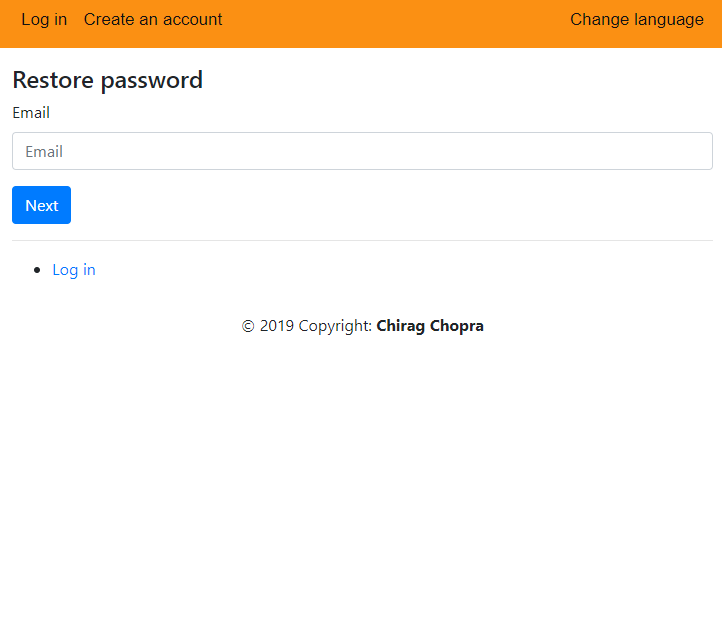 Log in Create an account Change language
Restore password
Email
Email
Next
Log in
© 2019 Copyright: Chirag Chopra